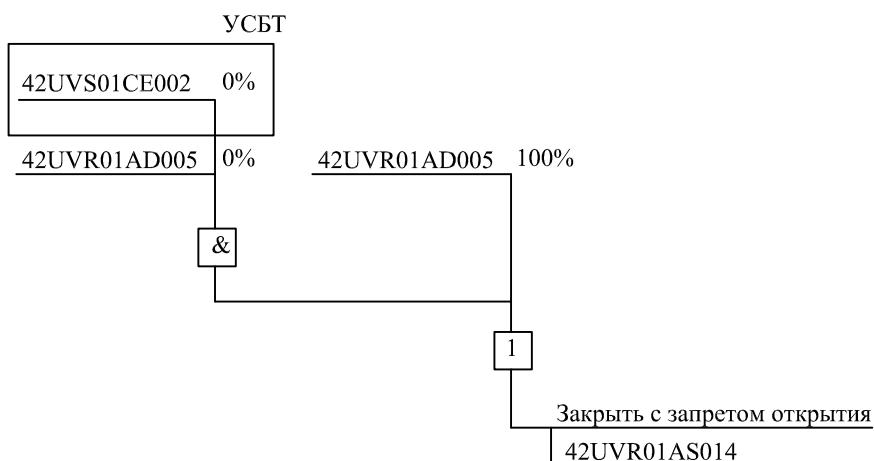 УСБТ
42UVS01CE002 0%
42UVR01AD005 0% 42UVR01AD005 100%
&
1
Закрыть с запретом открытия
42UVR01AS014